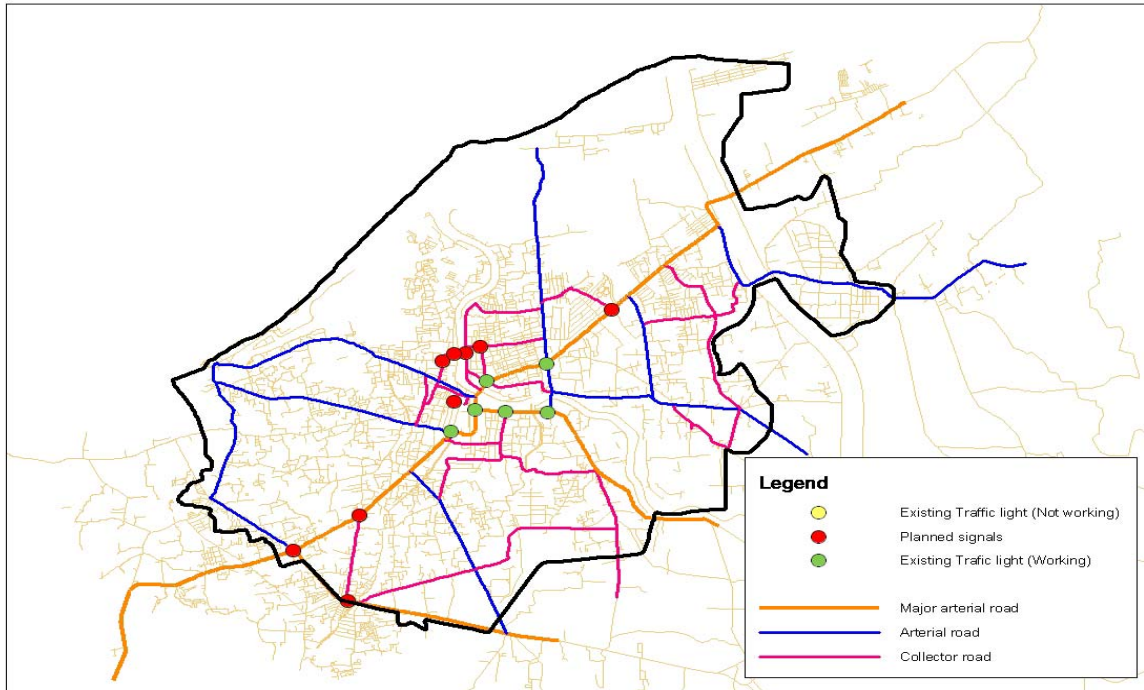 Legend
Existing Traffic light (Not working)
Planned signals
Existing Trafic light (Working)
Major arterial road
Arterial road
Collector road